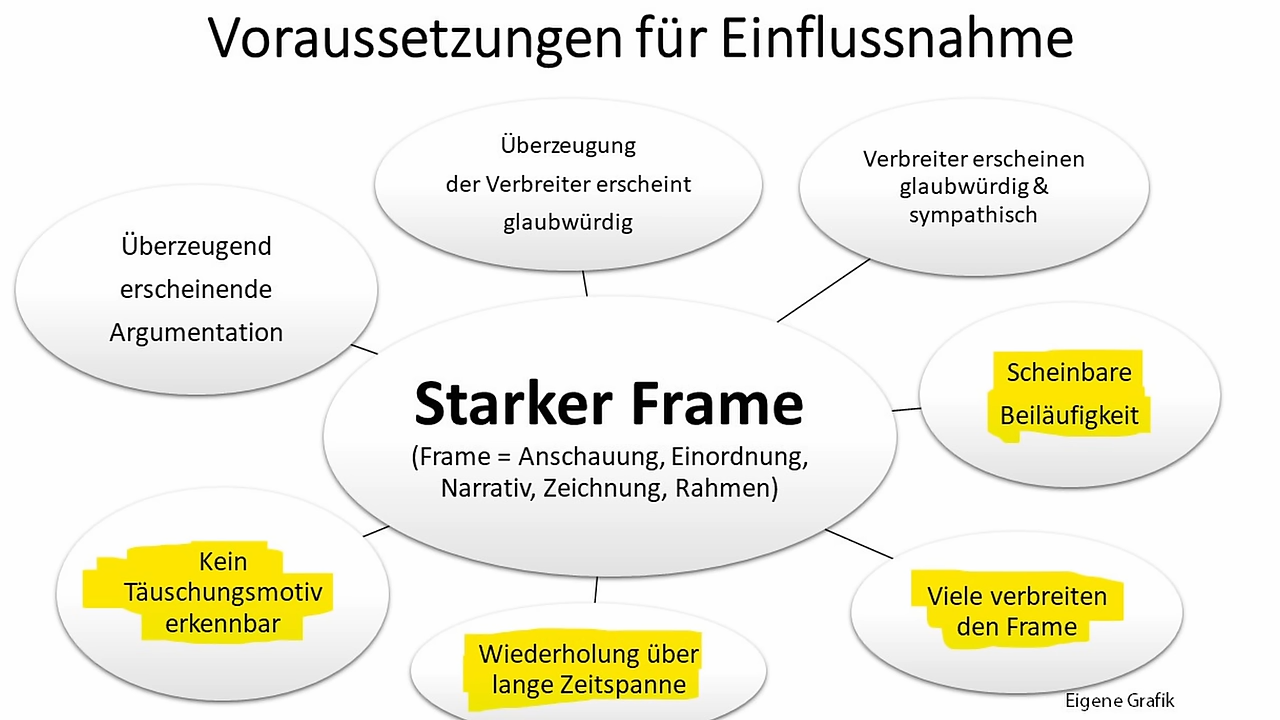 Voraussetzungen für Einflussnahme
Überzeugung
der Verbreiter erscheint
glaubwürdig
Verbreiter erscheinen
glaubwürdig &
sympathisch
Überzeugend
erscheinende
Argumentation
Starker Frame
(Frame = Anschauung, Einordnung,
Narrativ, Zeichnung, Rahmen)
Scheinbare
Beiläufigkeit
Kein
Täuschungsmotiv
erkennbar
Wiederholung über
lange Zeitspanne
Viele verbreiten
den Frame
Eigene Grafik